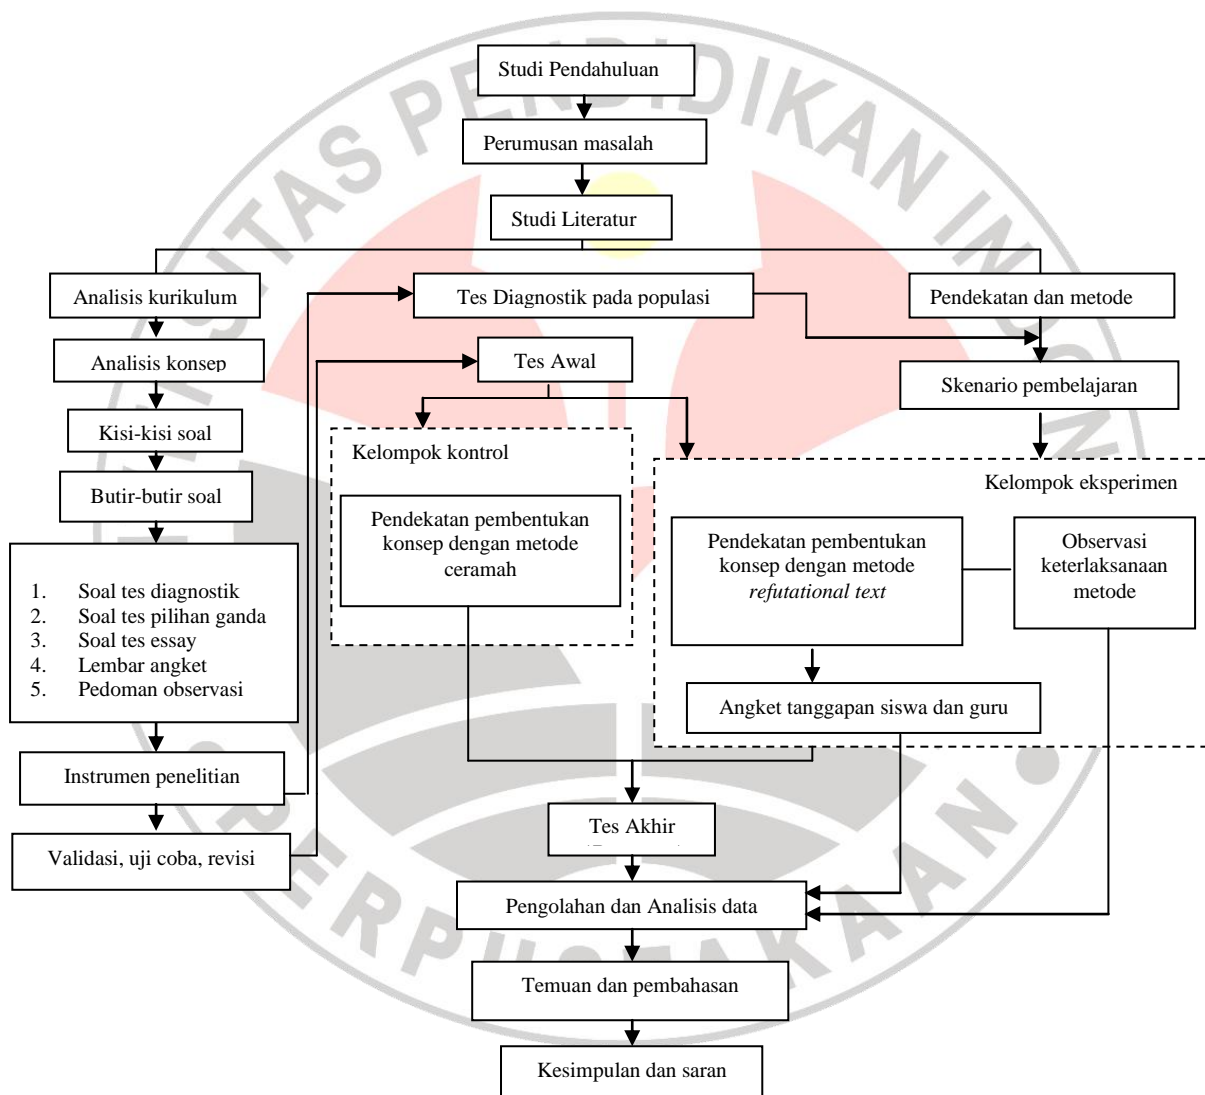 Studi Pendahuluan
Perumusan masalah
Studi Literatur
Analisis kurikulum
Tes Diagnostik pada populasi
Pendekatan dan metode
Analisis konsep
Tes Awal
Skenario pembelajaran
Kisi-kisi soal
Butir-butir soal
1. Soal tes diagnostik
2. Soal tes pilihan ganda
3. Soal tes essay
4. Lembar angket
5. Pedoman observasi
Instrumen penelitian
Validasi, uji coba, revisi
Kelompok kontrol
Pendekatan pembentukan
konsep dengan metode
ceramah
Kelompok eksperimen
Pendekatan pembentukan
konsep dengan metode
refutational text
Observasi
keterlaksanaan
metode
Angket tanggapan siswa dan guru
Tes Akhir
Pengolahan dan Analisis data
Temuan dan pembahasan
Kesimpulan dan saran
PENDIDIKAN
PERPUSTAKAAN